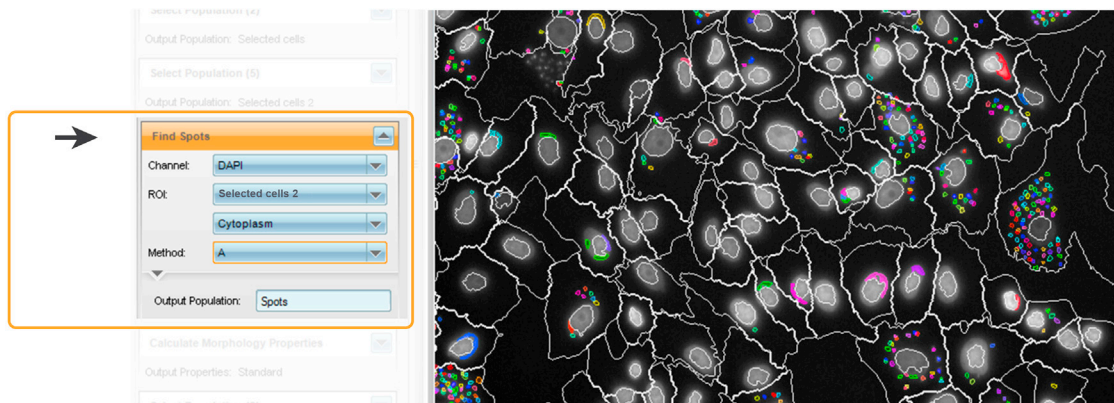 Select Population (2)
Output Population: Selected cells
Select Population (5)
Output Population: Selected cells 2
Find Spots
Channel: DAPI
ROI: Selected cells 2
Cytoplasm
Method: A
Output Population: Spots
Calculate Morphology Properties
Output Properties: Standard